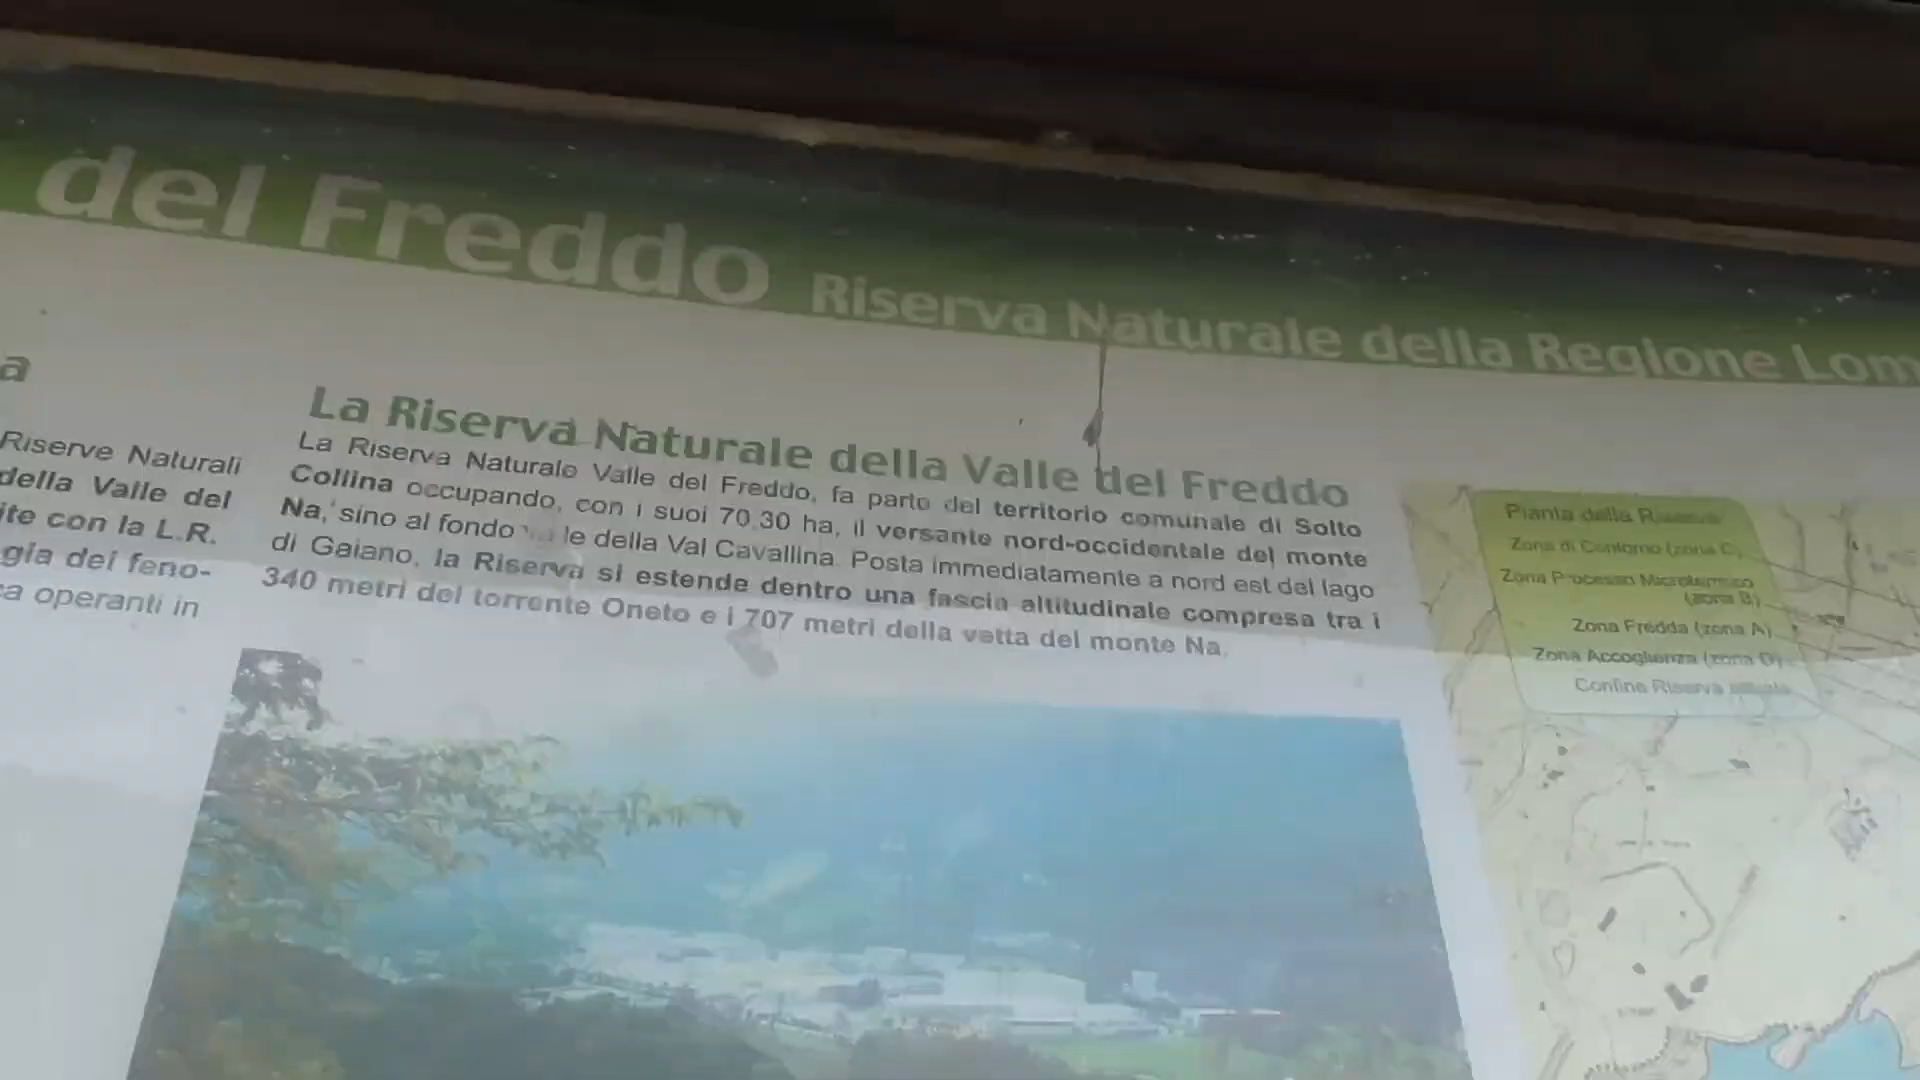 del Freddo Riserva Naturale della Regione Lom
a
Riserve Naturali
della Valle del
ite con la L.R.
gia dei feno-
ca operanti in
La Riserva Naturale della Valle del Freddo
La Riserva Naturale Valle del Freddo, fa parte del territorio comunale di Solto
Collina occupando, con i suoi 70,30 ha, il versante nord-occidentale del monte
Na, sino al fondo le della Val Cavallina. Posta immediatamente a nord est del lago
di Gaiano, la Riserva si estende dentro una fascia altitudinale compresa tra i
340 metri del torrente Oneto e i 707 metri della vetta del monte Na.
Pianta della Riserva
Zona di Contorno (zona C)
Zona Processo Microtermico
(zona B)
Zona Fredda (zona A)
Zona Accoglienza (zona D)
Confine Riserva